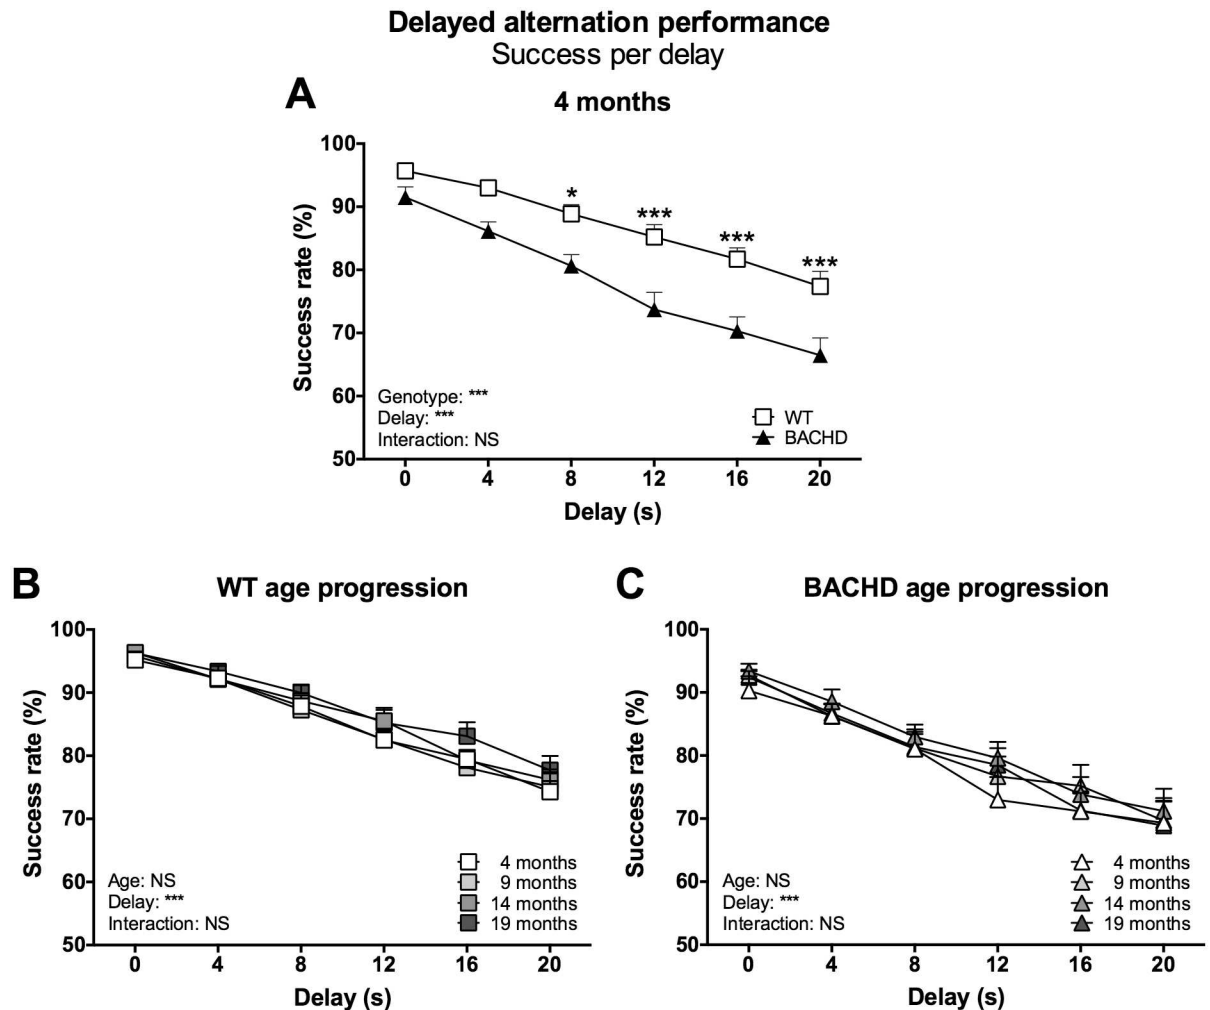 Delayed alternation performance
Success per delay
A
4 months
Success rate (%)
100
90
80
70
60
50
*
***
***
***
Genotype: ***
Delay: ***
Interaction: NS
WT
BACHD
0 4 8 12 16 20
Delay (s)
B
WT age progression
Success rate (%)
100
90
80
70
60
50
Age: NS
Delay: ***
Interaction: NS
4 months
9 months
14 months
19 months
0 4 8 12 16 20
Delay (s)
C
BACHD age progression
Success rate (%)
100
90
80
70
60
50
Age: NS
Delay: ***
Interaction: NS
4 months
9 months
14 months
19 months
0 4 8 12 16 20
Delay (s)